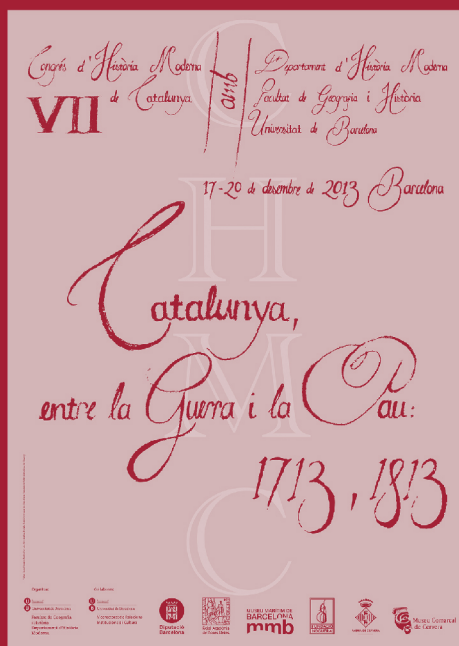 Congrés d'Història Moderna
VII de Catalunya
amb
Departament d'Història Moderna
Facultat de Geografia i Història
Universitat de Barcelona
17-20 de desembre de 2013 Barcelona
C
H
M
C
Catalunya,
entre la Guerra i la Pau:
1713, 1813
Diputació
Barcelona
MUSEU MARÍTIM DE
BARCELONA
mmb
Museu Comarcal
de Cervera